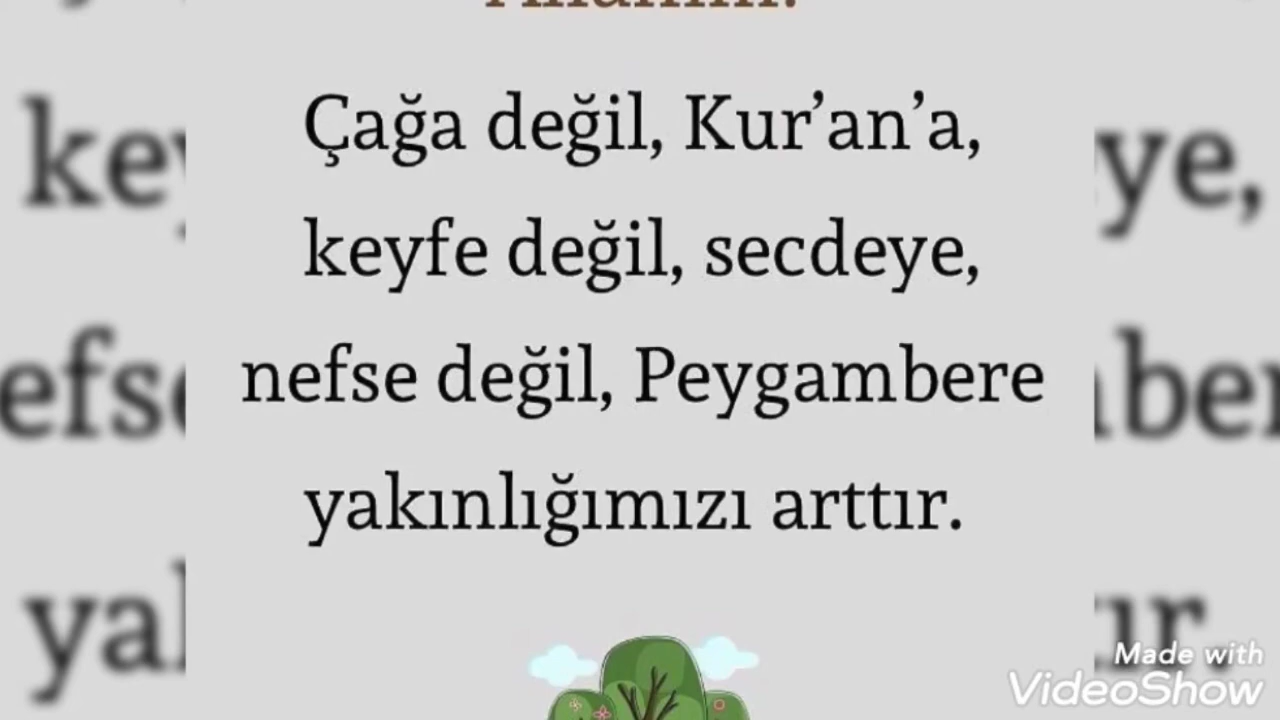 Çağa değil, Kur’an’a,
keyfe değil, secdeye,
nefse değil, Peygambere
yakınlığımızı arttır.
Made with
VideoShow